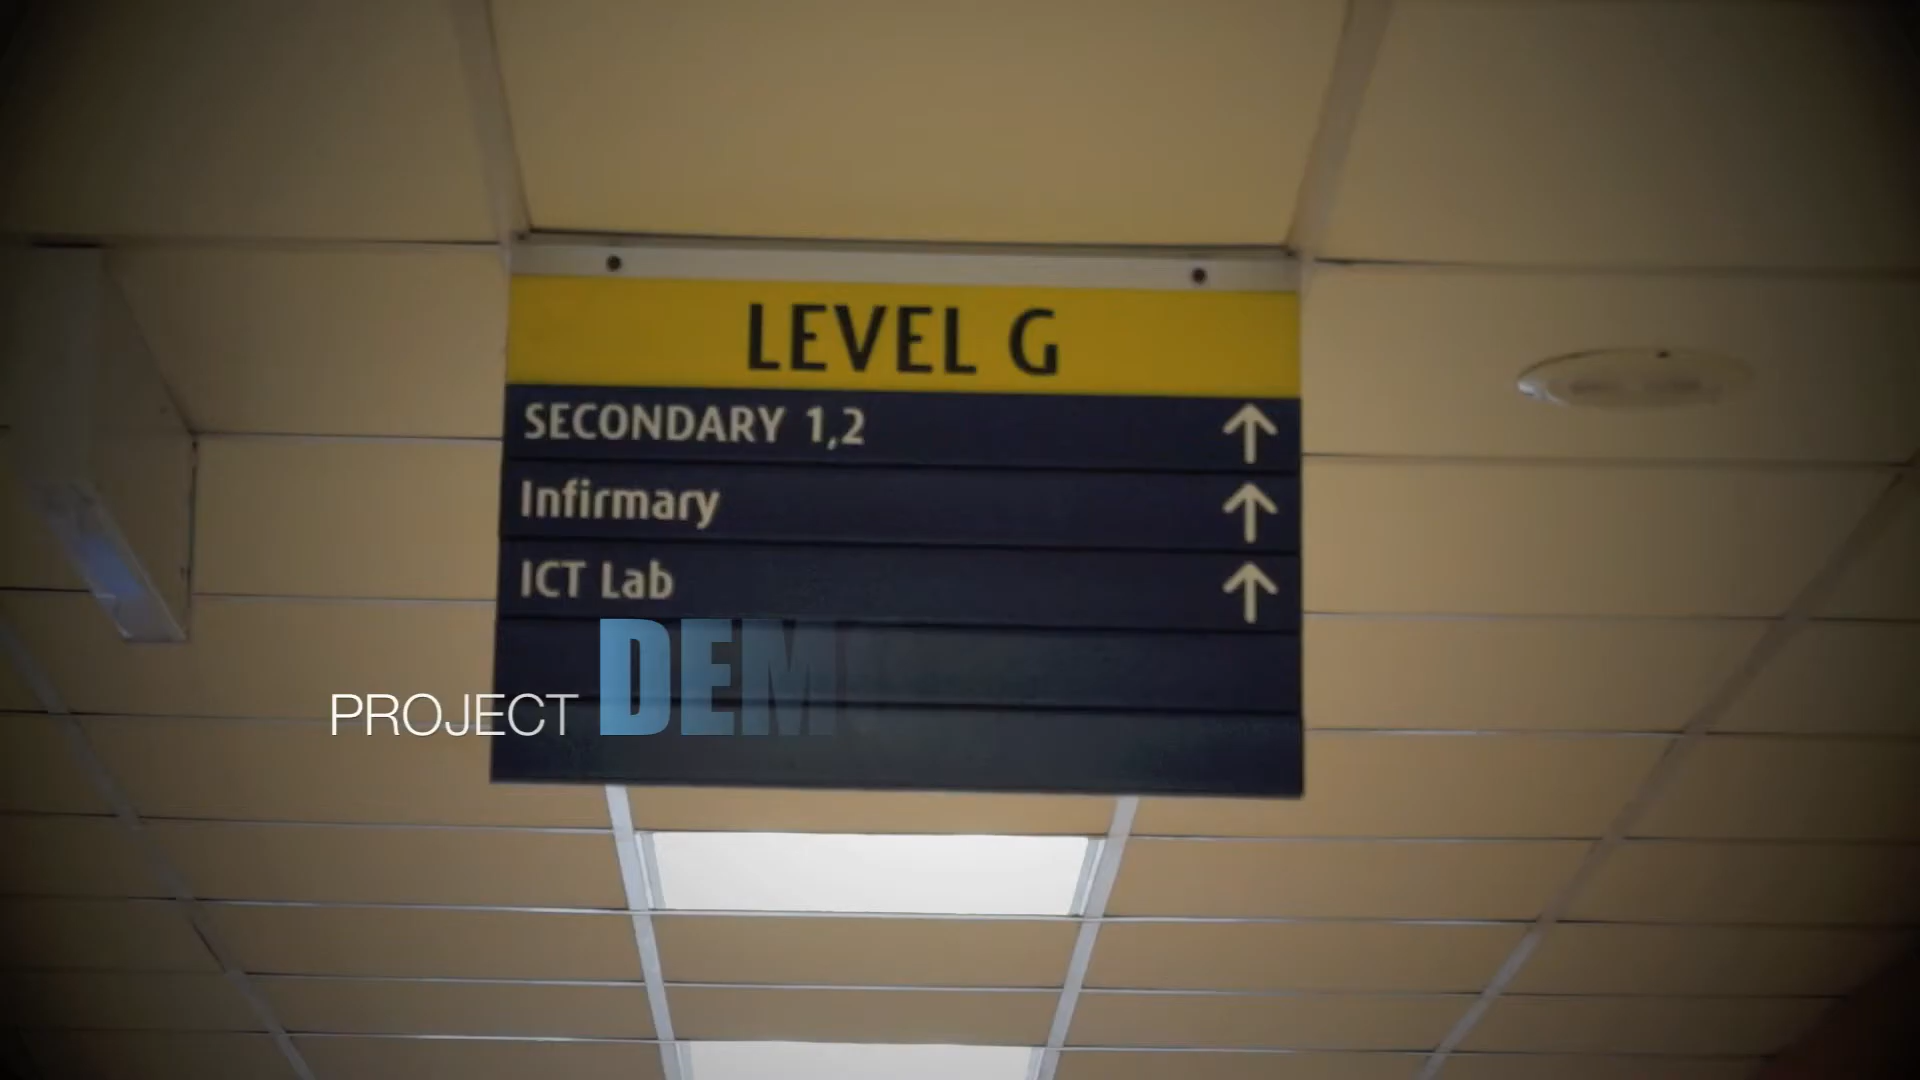 LEVEL G
SECONDARY 1,2
Infirmary
ICT Lab
PROJECT DEM